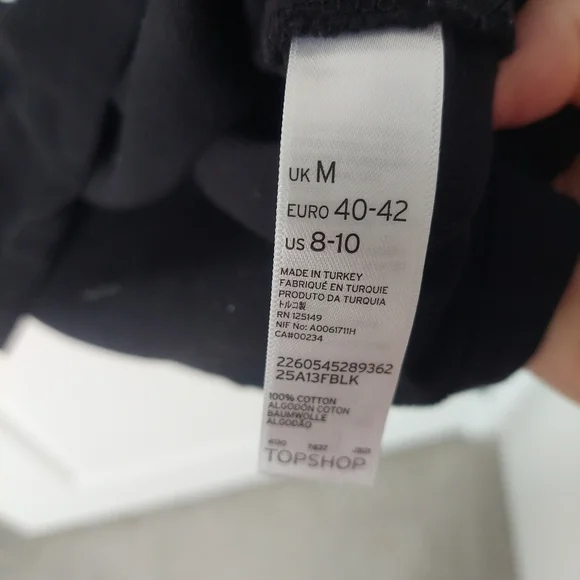 UK M
EURO 40-42
US 8-10
MADE IN TURKEY
FABRIQUÉ EN TURQUIE
PRODUTO DA TURQUIA
トルコ製
RN 125149
NIF No: A0061711H
CA#00234
2260545289362
25A13FBLK
100% COTTON
ALGODÓN COTON
BAUMWOLLE
ALGODÃO
TOPSHOP